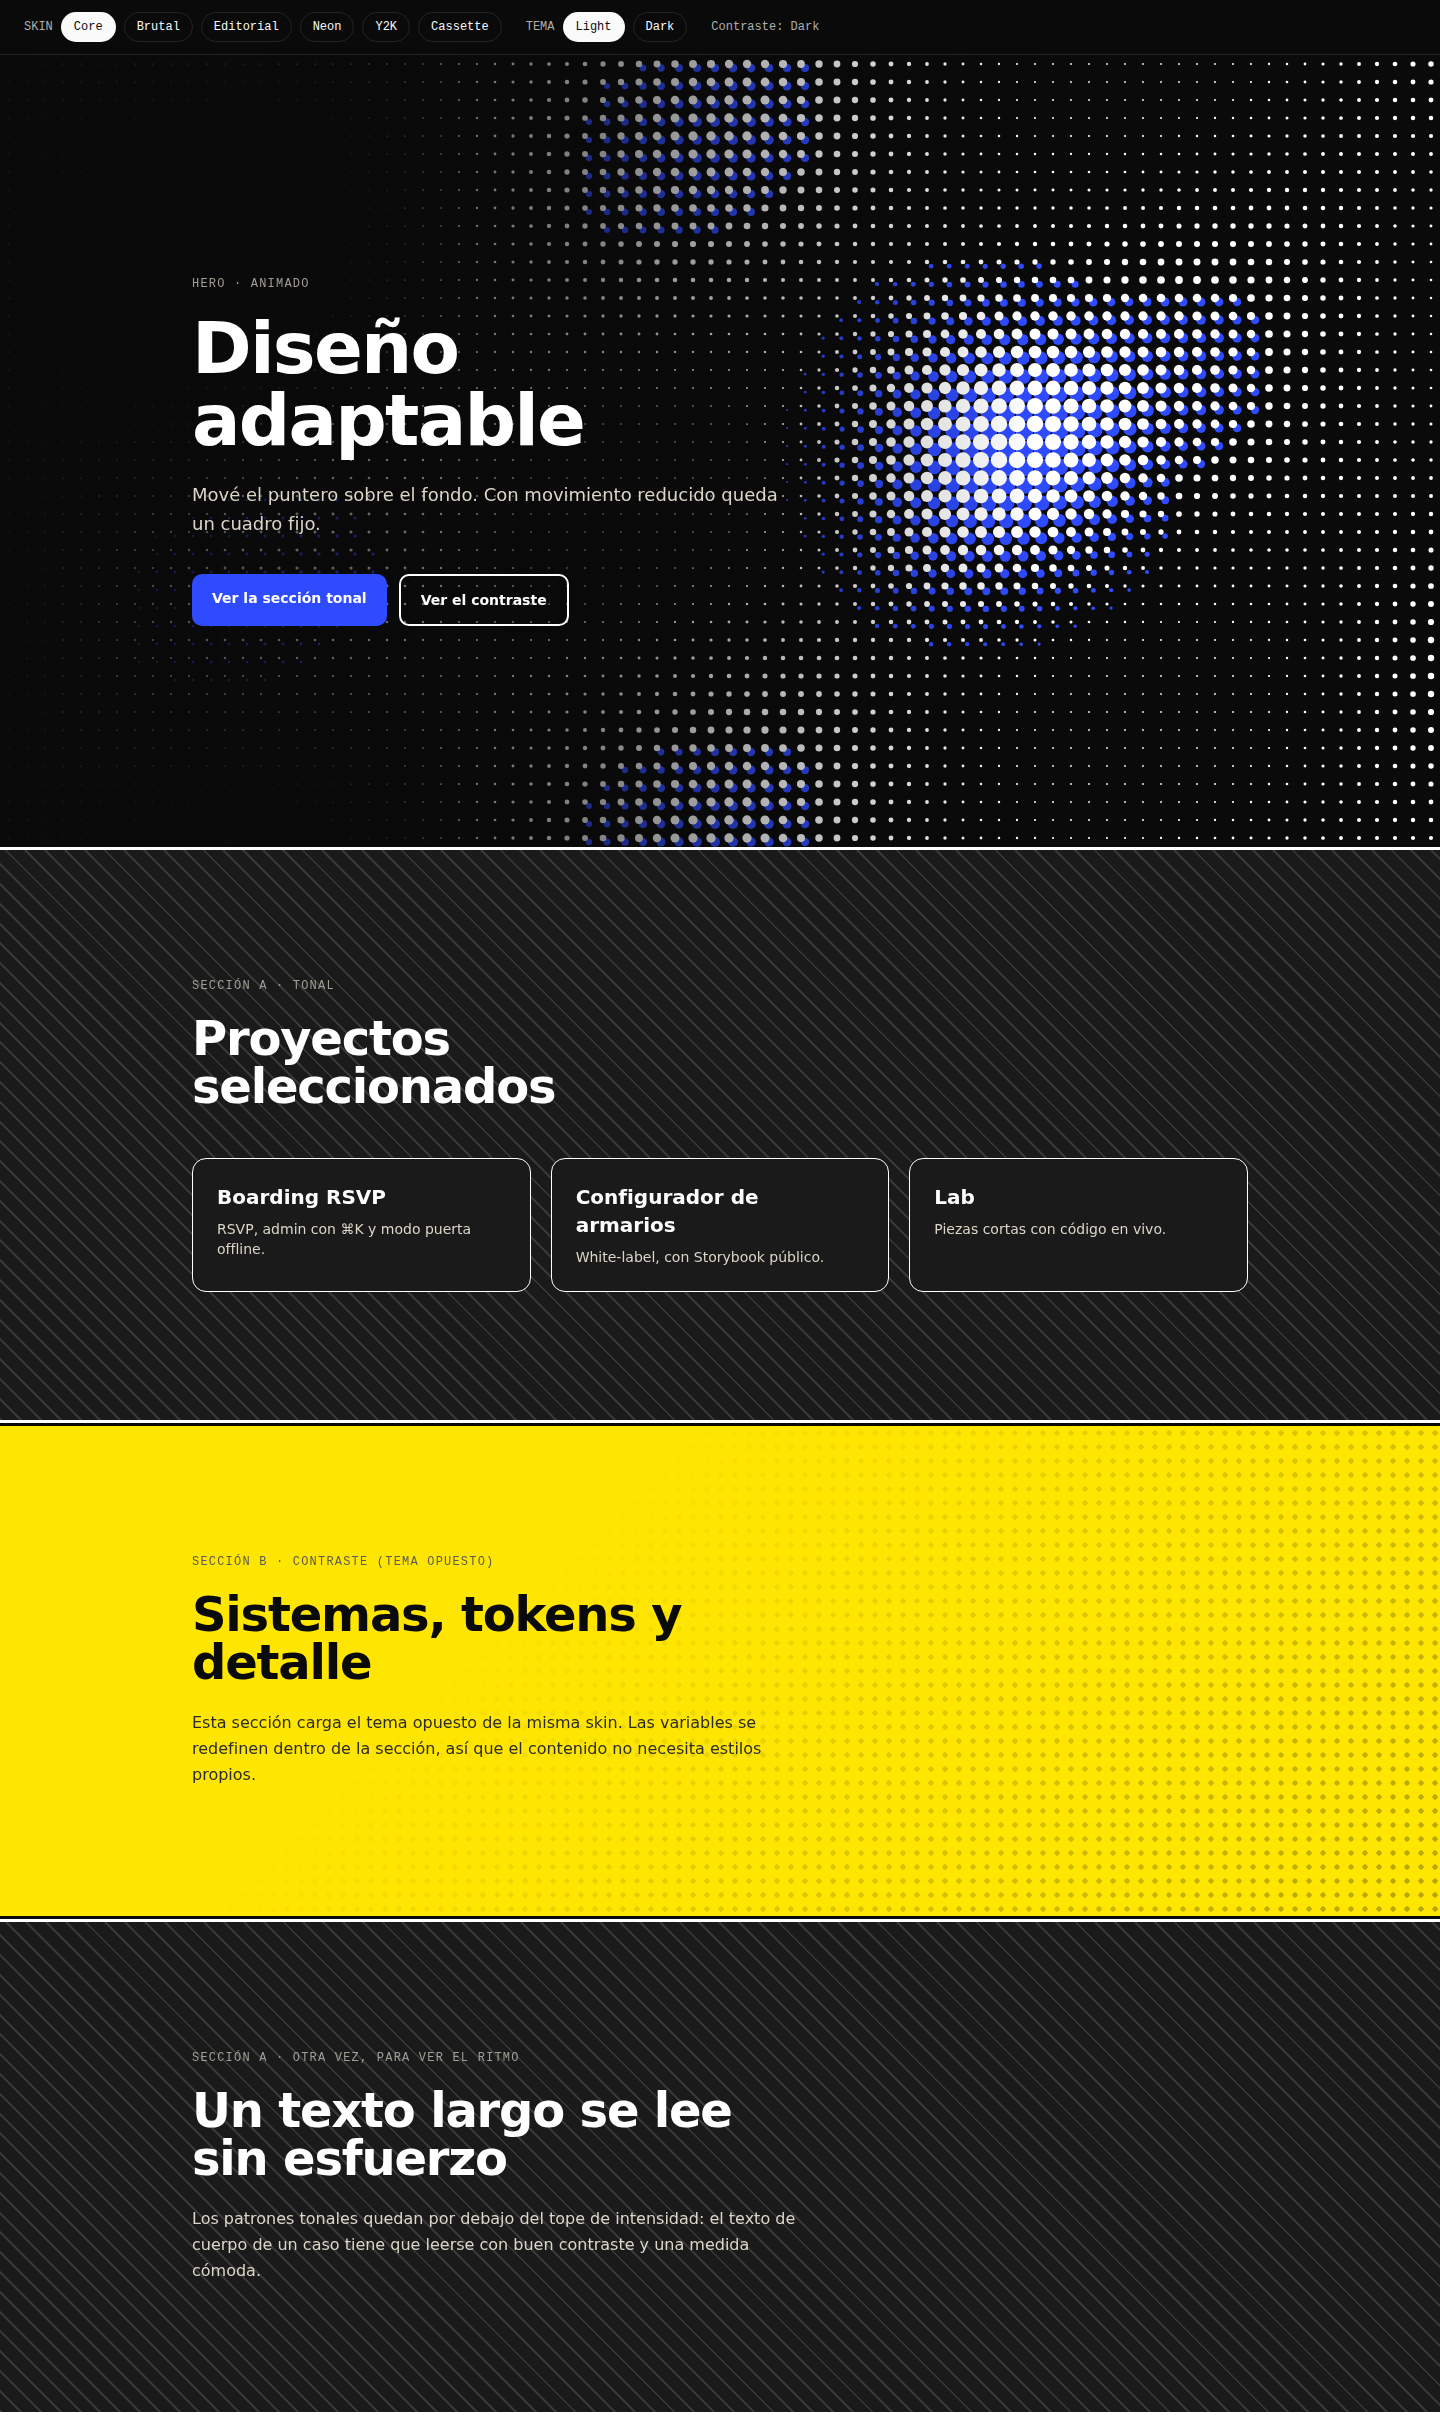 SKIN Core Brutal Editorial Neon Y2K Cassette TEMA Light Dark Contraste: Dark
HERO · ANIMADO
Diseño
adaptable
Mové el puntero sobre el fondo. Con movimiento reducido queda
un cuadro fijo.
Ver la sección tonal Ver el contraste
SECCIÓN A · TONAL
Proyectos
seleccionados
Boarding RSVP
RSVP, admin con ⌘K y modo puerta
offline.
Configurador de
armarios
White-label, con Storybook público.
Lab
Piezas cortas con código en vivo.
SECCIÓN B · CONTRASTE (TEMA OPUESTO)
Sistemas, tokens y
detalle
Esta sección carga el tema opuesto de la misma skin. Las variables se
redefinen dentro de la sección, así que el contenido no necesita estilos
propios.
SECCIÓN A · OTRA VEZ, PARA VER EL RITMO
Un texto largo se lee
sin esfuerzo
Los patrones tonales quedan por debajo del tope de intensidad: el texto de
cuerpo de un caso tiene que leerse con buen contraste y una medida
cómoda.